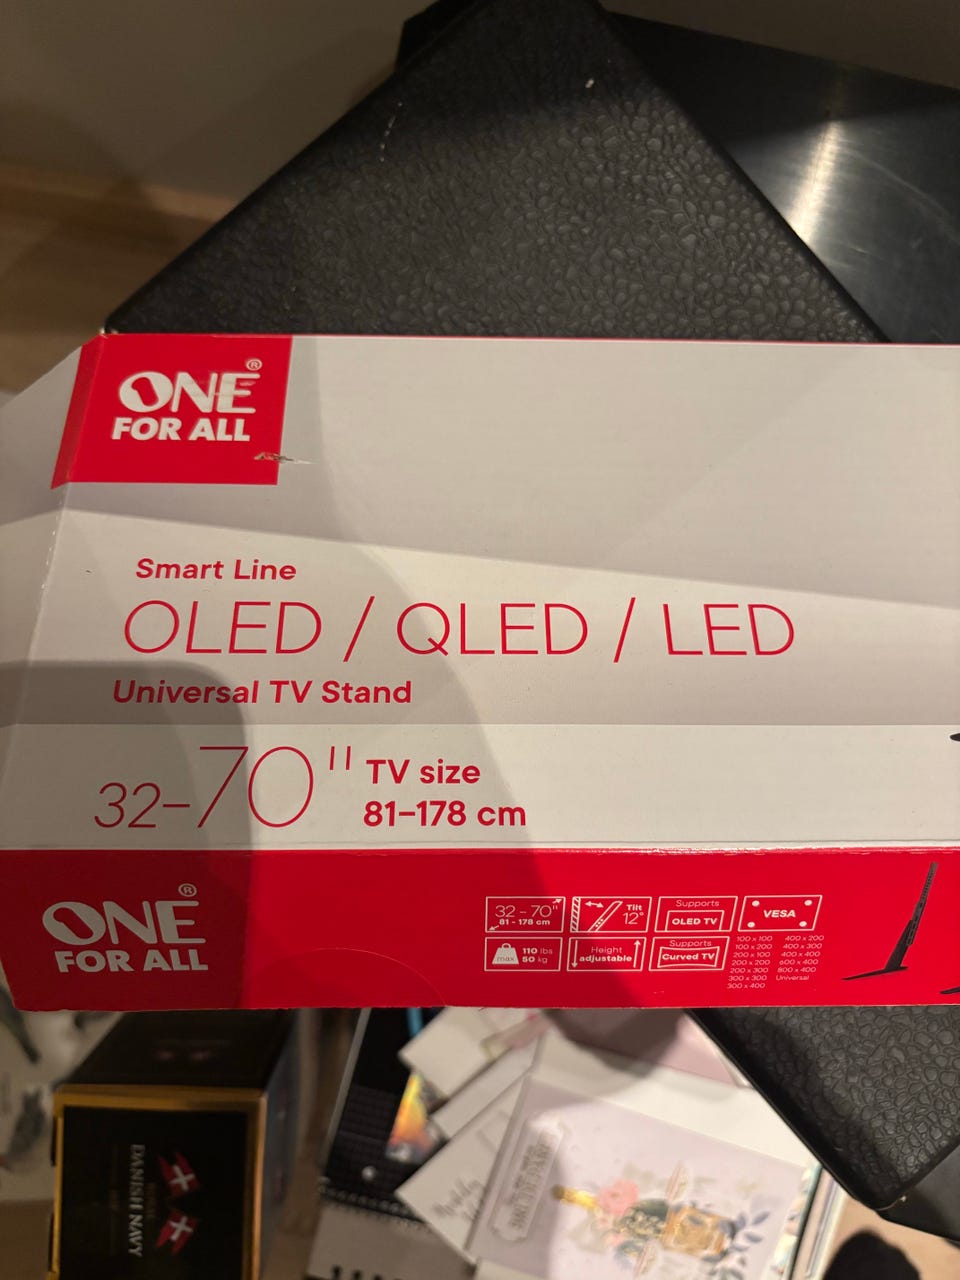 ONE®
FOR ALL
Smart Line
OLED / QLED / LED
Universal TV Stand
32-70" TV size
81-178 cm
ONE®
FOR ALL
32 - 70"
81 - 178 cm
Tilt
12°
Supports
OLED TV
VESA
max
110 lbs
50 kg
Height
adjustable
Supports
Curved TV
100 x 100 400 x 200
100 x 200 400 x 300
200 x 100 400 x 400
200 x 200 600 x 400
200 x 300 800 x 400
300 x 300 Universal
300 x 400
DANISH NAVY